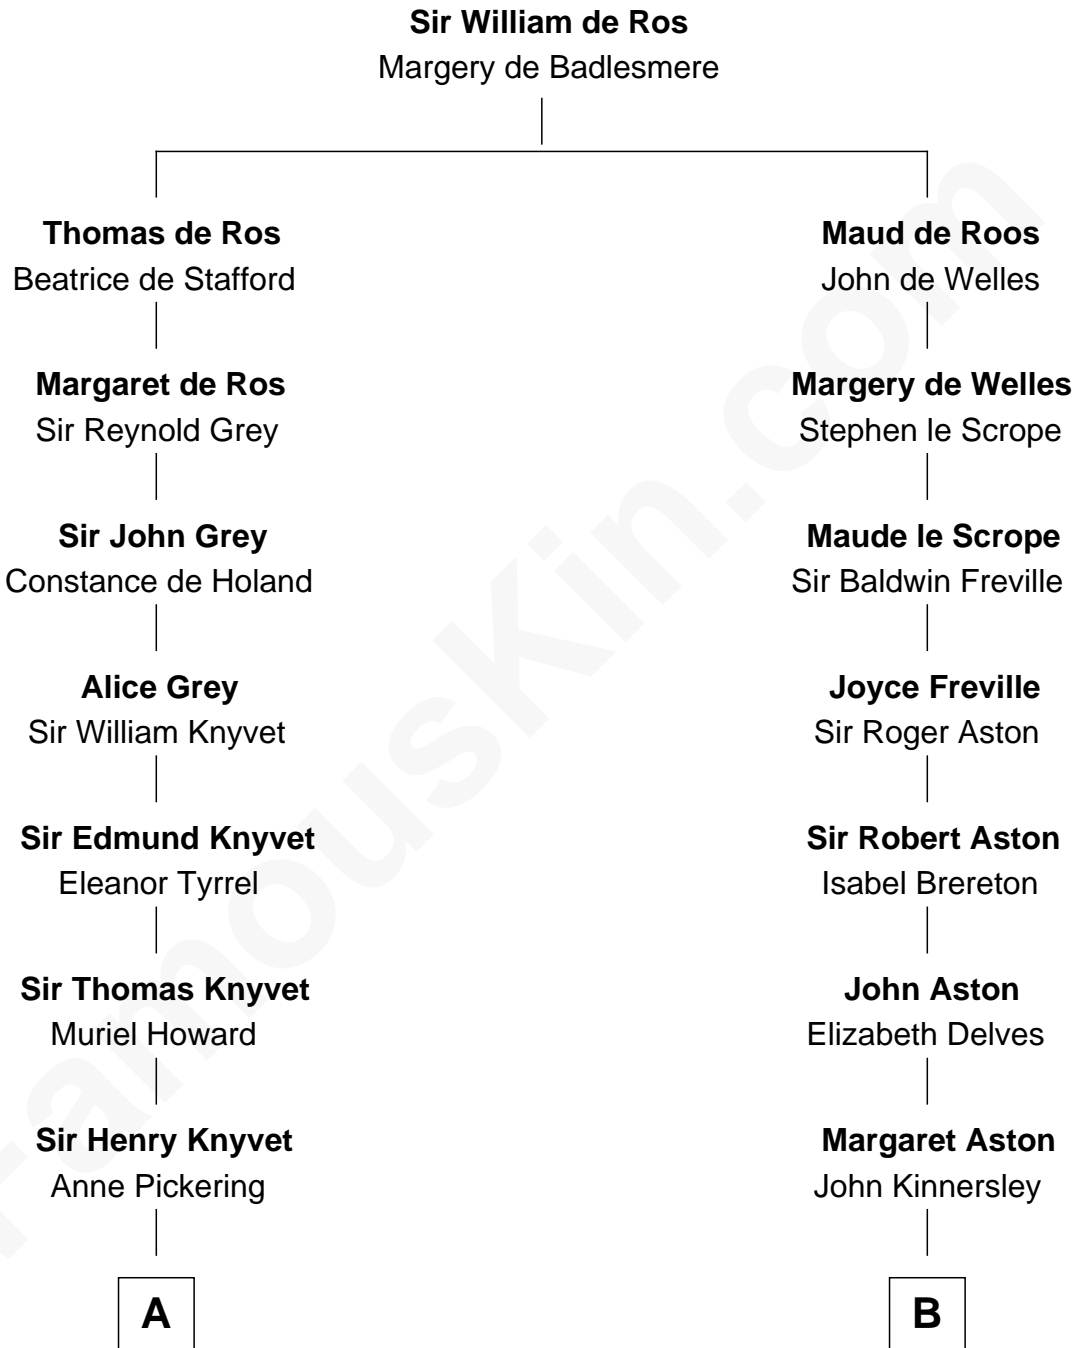 Sir William de Ros
Margery de Badlesmere
Thomas de Ros
Beatrice de Stafford
Margaret de Ros
Sir Reynold Grey
Sir John Grey
Constance de Holand
Alice Grey
Sir William Knyvet
Sir Edmund Knyvet
Eleanor Tyrrel
Sir Thomas Knyvet
Muriel Howard
Sir Henry Knyvet
Anne Pickering
A
Maud de Roos
John de Welles
Margery de Welles
Stephen le Scrope
Maude le Scrope
Sir Baldwin Freville
Joyce Freville
Sir Roger Aston
Sir Robert Aston
Isabel Brereton
John Aston
Elizabeth Delves
Margaret Aston
John Kinnersley
B
FamousKin.com